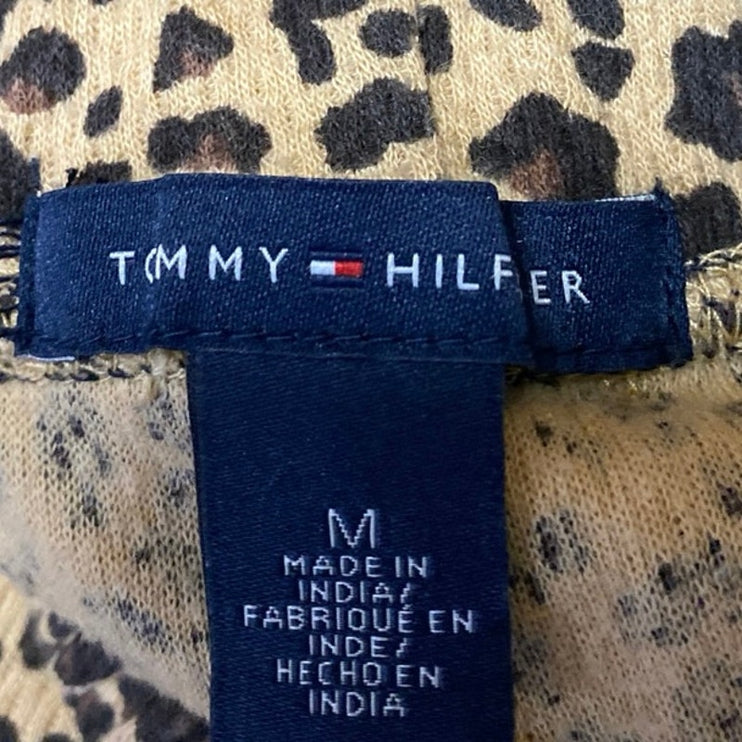 TOMMY HILFIGER
M
MADE IN
INDIA/
FABRIQUÉ EN
INDE/
HECHO EN
INDIA